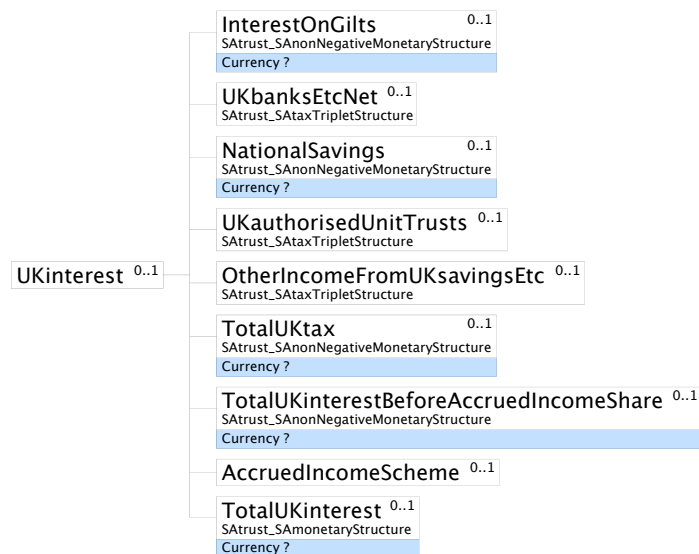 InterestOnGilts 0..1
SAtrust_SAnonNegativeMonetaryStructure
Currency ?
UKbanksEtcNet 0..1
SAtrust_SAtaxTripletStructure
NationalSavings 0..1
SAtrust_SAnonNegativeMonetaryStructure
Currency ?
UKauthorisedUnitTrusts 0..1
SAtrust_SAtaxTripletStructure
UKinterest 0..1
OtherIncomeFromUKsavingsEtc 0..1
SAtrust_SAtaxTripletStructure
TotalUKtax 0..1
SAtrust_SAnonNegativeMonetaryStructure
Currency ?
TotalUKinterestBeforeAccruedIncomeShare 0..1
SAtrust_SAnonNegativeMonetaryStructure
Currency ?
AccruedIncomeScheme 0..1
TotalUKinterest 0..1
SAtrust_SAmonetaryStructure
Currency ?